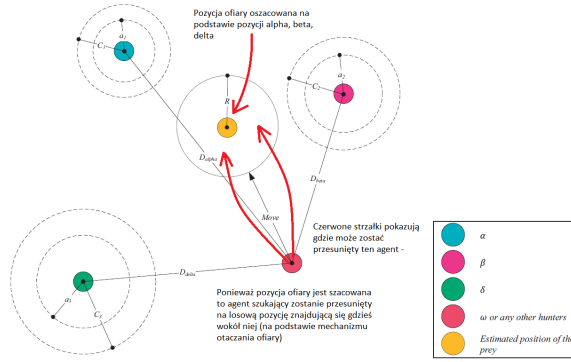 Pozycja ofiary oszacowana na
podstawie pozycji alpha, beta,
delta
a1
C1
a2
C2
R
Dalpha
Dbeta
Move
Czerwone strzałki pokazują
gdzie może zostać
przesunięty ten agent -
Ddelta
a3
C3
Ponieważ pozycja ofiary jest szacowana
to agent szukający zostanie przesunięty
na losową pozycję znajdującą się gdzieś
wokół niej (na podstawie mechanizmu
otaczania ofiary)
α
β
δ
ω or any other hunters
Estimated position of the
prey